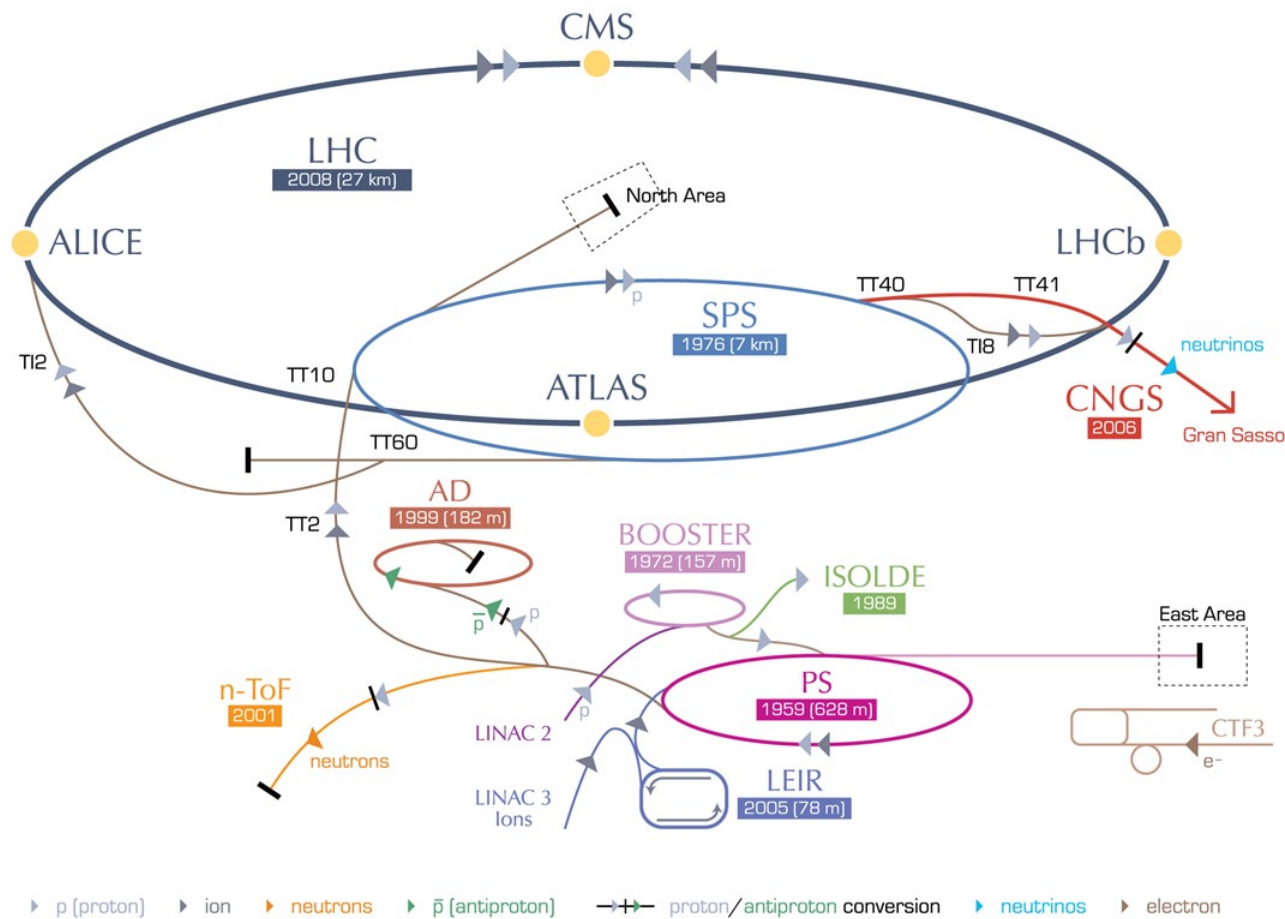 CMS
LHC
2008 (27 km)
North Area
ALICE
LHCb
TT40
TT41
SPS
1976 (7 km)
p
TI2
TI8
neutrinos
TT10
ATLAS
CNGS
2006
Gran Sasso
TT60
AD
1999 (182 m)
TT2
BOOSTER
1972 (157 m)
ISOLDE
1989
East Area
p̅
p
n-ToF
2001
PS
1959 (628 m)
p
LINAC 2
neutrons
CTF3
e-
LEIR
2005 (78 m)
LINAC 3
Ions
p (proton)
ion
neutrons
p̅ (antiproton)
proton/antiproton conversion
neutrinos
electron